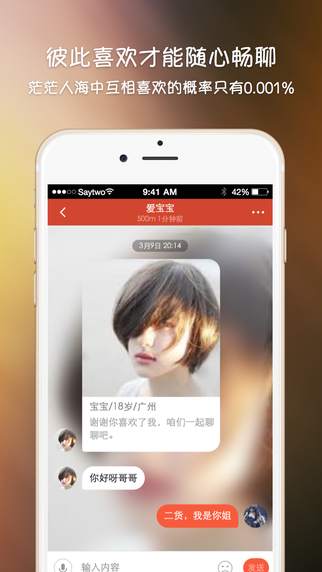 彼此喜欢才能随心畅聊
茫茫人海中互相喜欢的概率只有0.001%
Saytwo
9:41 AM
42%
爱宝宝
500m 1分钟前
3月9日 20:14
宝宝/18岁/广州
谢谢你喜欢了我，咱们一起聊
聊吧。
你好呀哥哥
二货，我是你姐
输入内容
发送